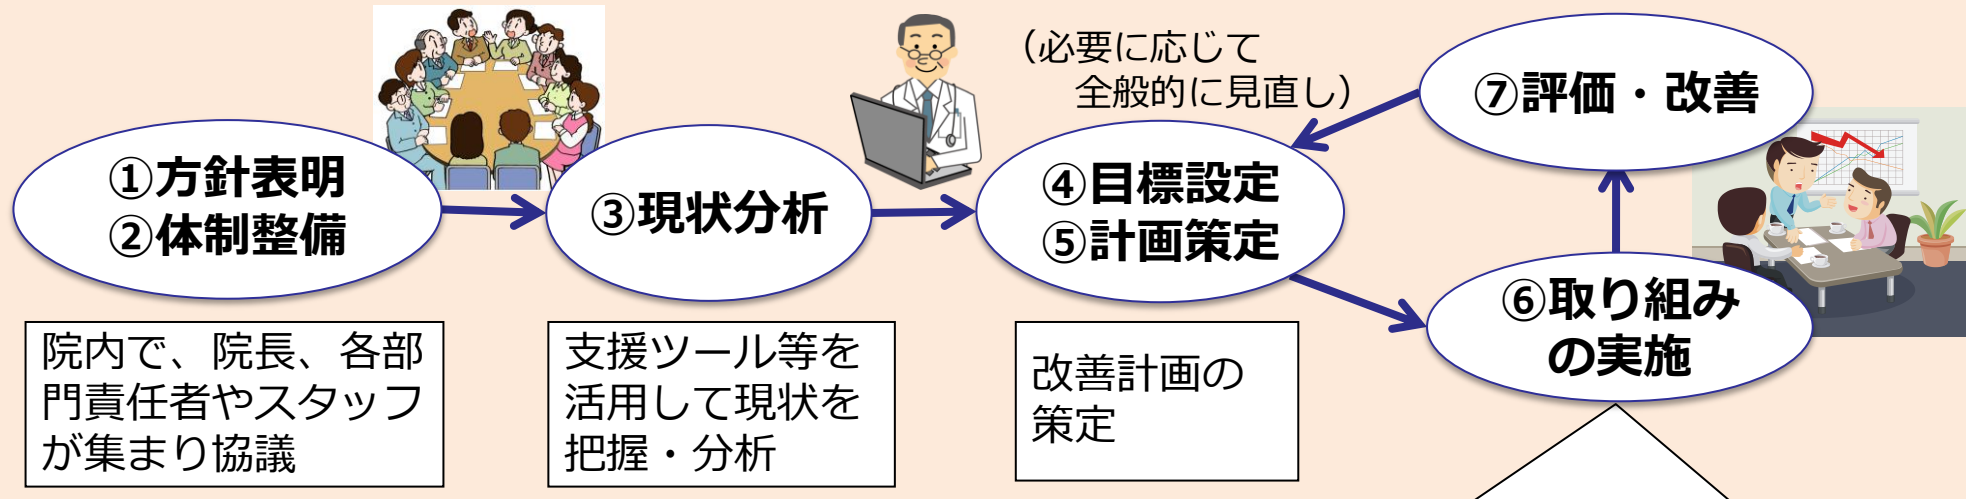 ①方針表明
②体制整備
院内で、院長、各部
門責任者やスタッフ
が集まり協議
③現状分析
支援ツール等を
活用して現状を
把握・分析
④目標設定
⑤計画策定
改善計画の
策定
(必要に応じて
全般的に見直し)
⑥取り組み
の実施
⑦評価・改善